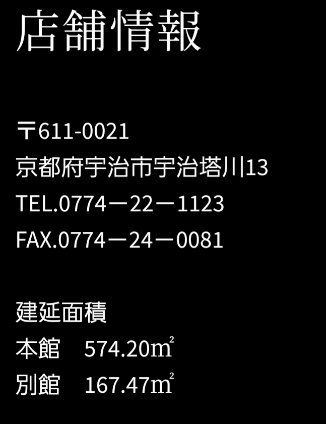 店舗情報
〒611-0021
京都府宇治市宇治塔川13
TEL.0774ー22ー1123
FAX.0774ー24ー0081
建延面積
本館　574.20㎡
別館　167.47㎡